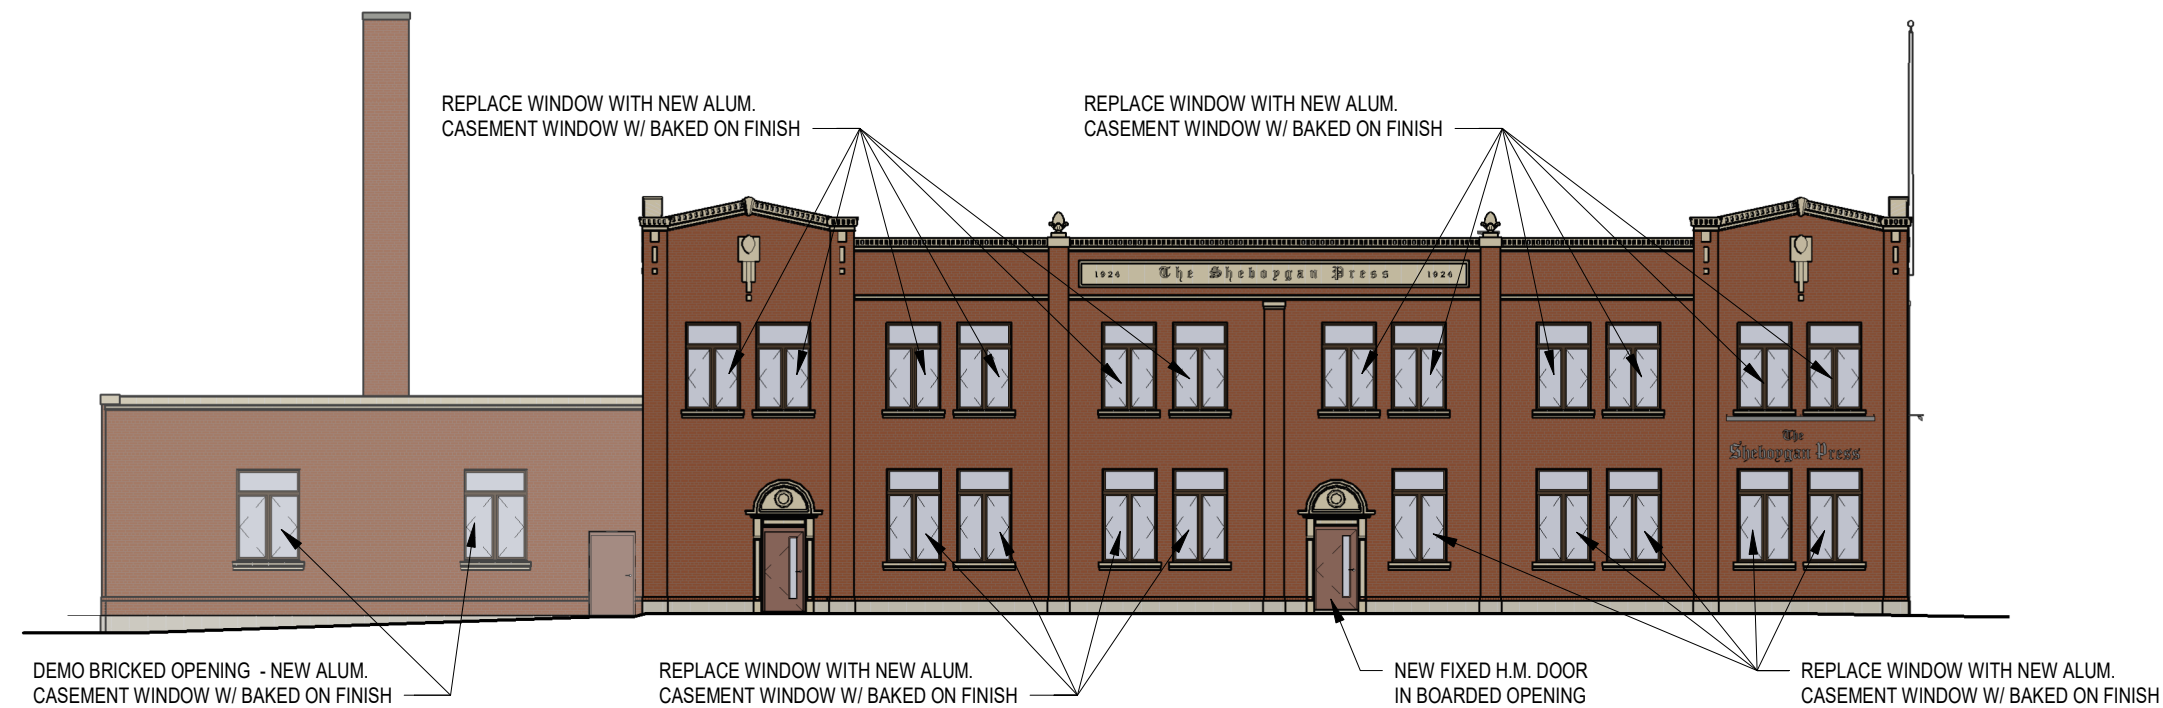 REPLACE WINDOW WITH NEW ALUM.
CASEMENT WINDOW W/ BAKED ON FINISH
REPLACE WINDOW WITH NEW ALUM.
CASEMENT WINDOW W/ BAKED ON FINISH
1924 The Sheboygan Press 1924
The
Sheboygan Press
DEMO BRICKED OPENING - NEW ALUM.
CASEMENT WINDOW W/ BAKED ON FINISH
REPLACE WINDOW WITH NEW ALUM.
CASEMENT WINDOW W/ BAKED ON FINISH
NEW FIXED H.M. DOOR
IN BOARDED OPENING
REPLACE WINDOW WITH NEW ALUM.
CASEMENT WINDOW W/ BAKED ON FINISH